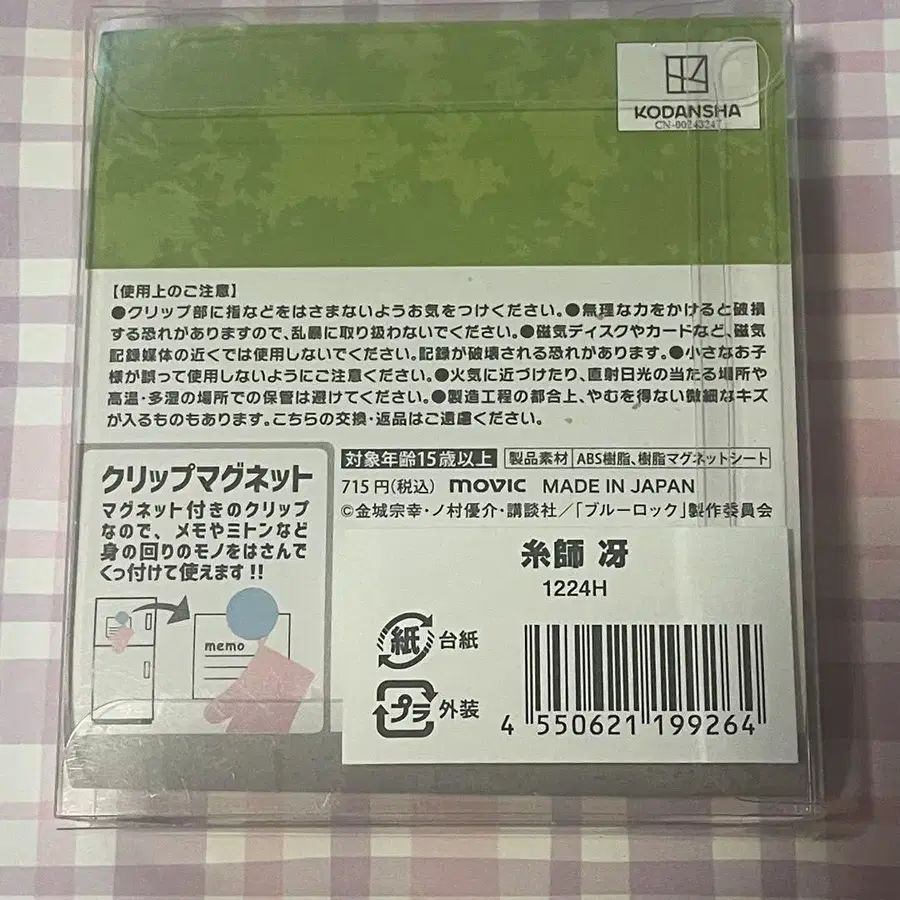 KODANSHA
CN-00243247
【使用上のご注意】
●クリップ部に指などをはさまないようお気をつけください。●無理な力をかけると破損
する恐れがありますので、乱暴に取り扱わないでください。●磁気ディスクやカードなど、磁気
記録媒体の近くでは使用しないでください。記録が破壊される恐れがあります。●小さなお子
様が誤って使用しないようにご注意ください。●火気に近づけたり、直射日光の当たる場所や
高温・多湿の場所での保管は避けてください。●製造工程の都合上、やむを得ない微細なキズ
が入るものもあります。こちらの交換・返品はご遠慮ください。
対象年齢15歳以上 製品素材 ABS樹脂、樹脂マグネットシート
715円(税込) movic MADE IN JAPAN
©金城宗幸・ノ村優介・講談社/「ブルーロック」製作委員会
クリップマグネット
マグネット付きのクリップ
なので、メモやミトンなど
身の回りのモノをはさんで
くっ付けて使えます!!
memo
糸師 冴
1224H
紙 台紙
プラ 外装
4 550621 199264